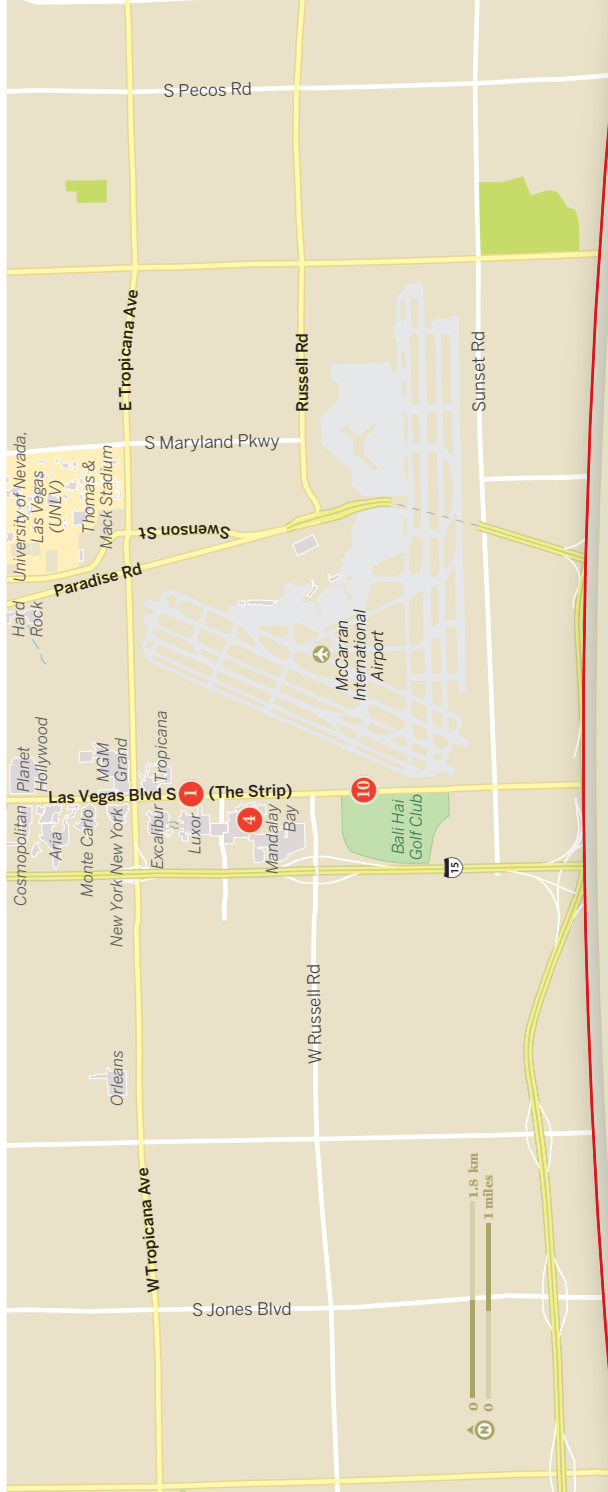 S Pecos Rd
E Tropicana Ave
Russell Rd
Sunset Rd
S Maryland Pkwy
University of Nevada,
Las Vegas
(UNLV)
Thomas &
Mack Stadium
Swenson St
Paradise Rd
Hard
Rock
McCarran
International
Airport
Planet
Hollywood
MGM
Grand
Tropicana
Las Vegas Blvd S
(The Strip)
1
4
10
Cosmopolitan
Aria
Monte Carlo
New York New York
Excalibur
Luxor
Mandalay
Bay
Bali Hai
Golf Club
15
W Russell Rd
Orleans
W Tropicana Ave
S Jones Blvd
0 1.8 km
0 1 miles
N